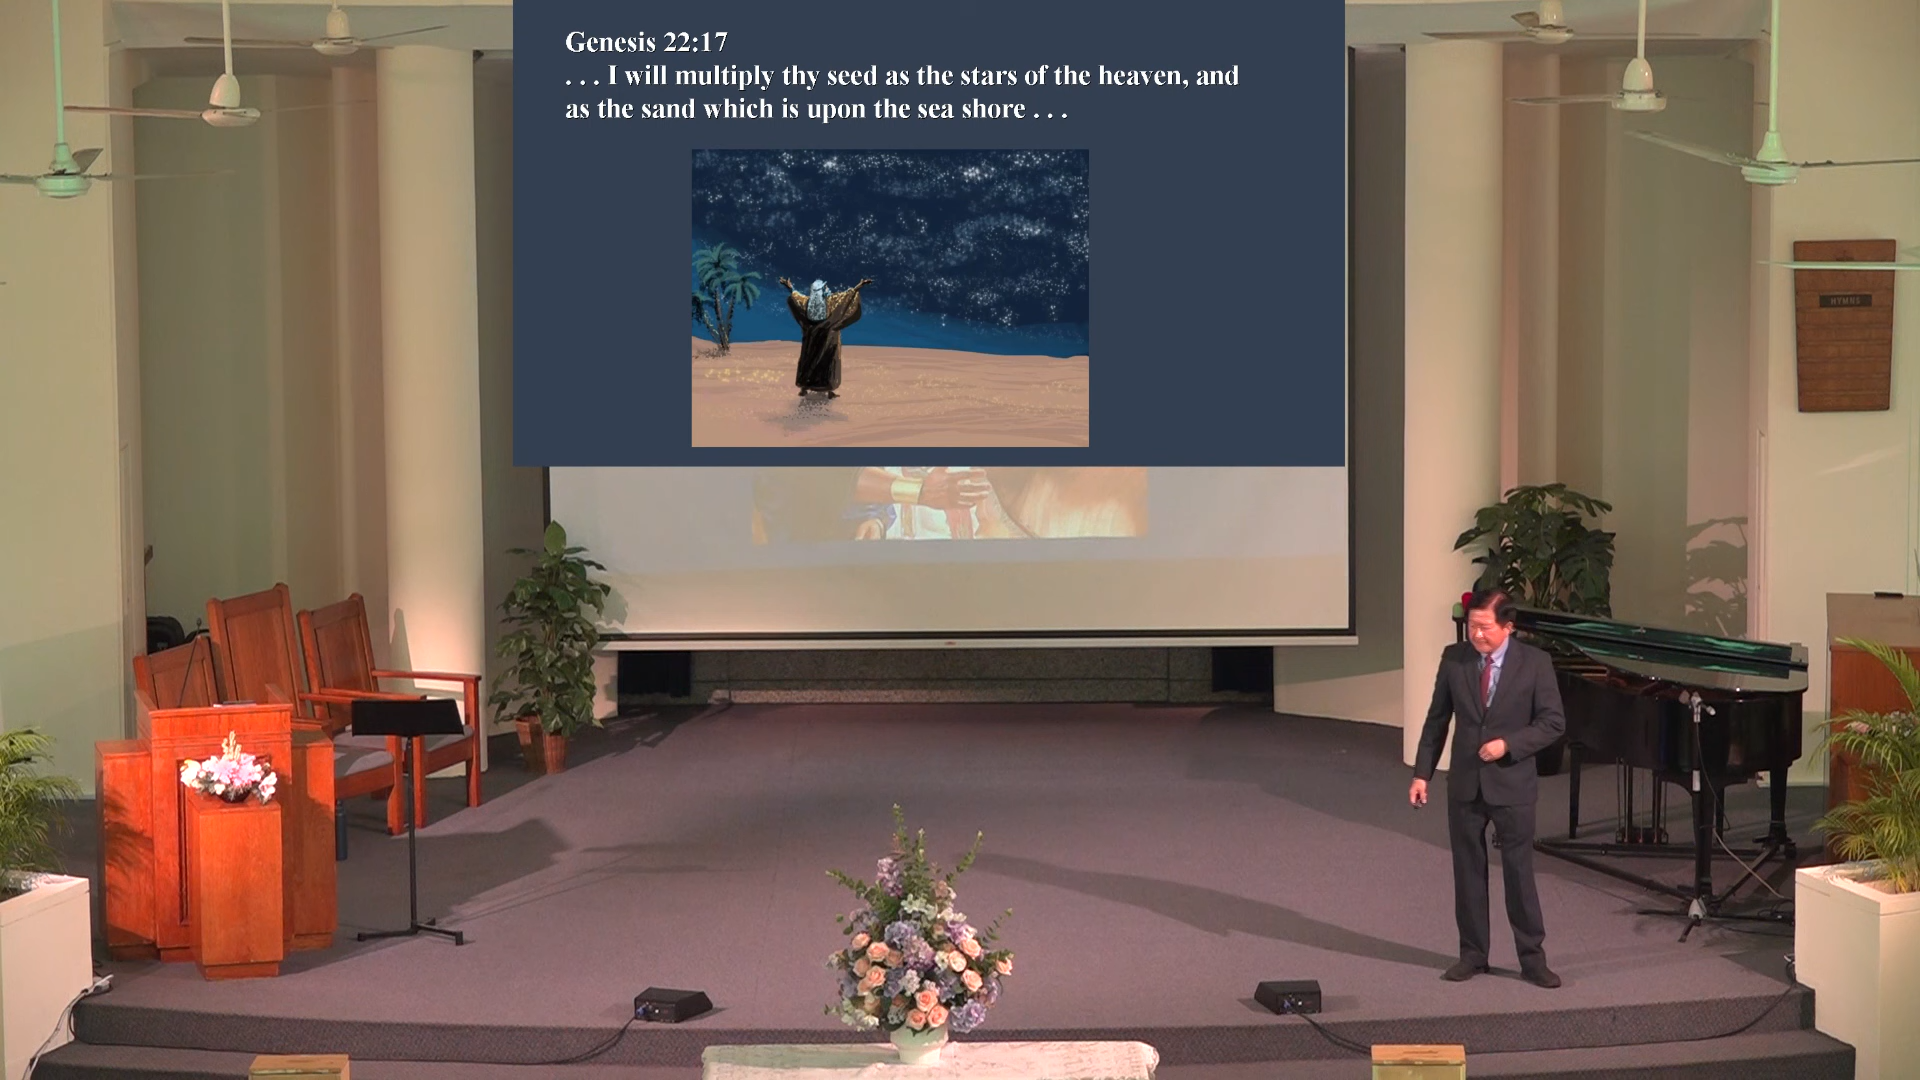 Genesis 22:17
. . . I will multiply thy seed as the stars of the heaven, and
as the sand which is upon the sea shore . . .
HYMNS